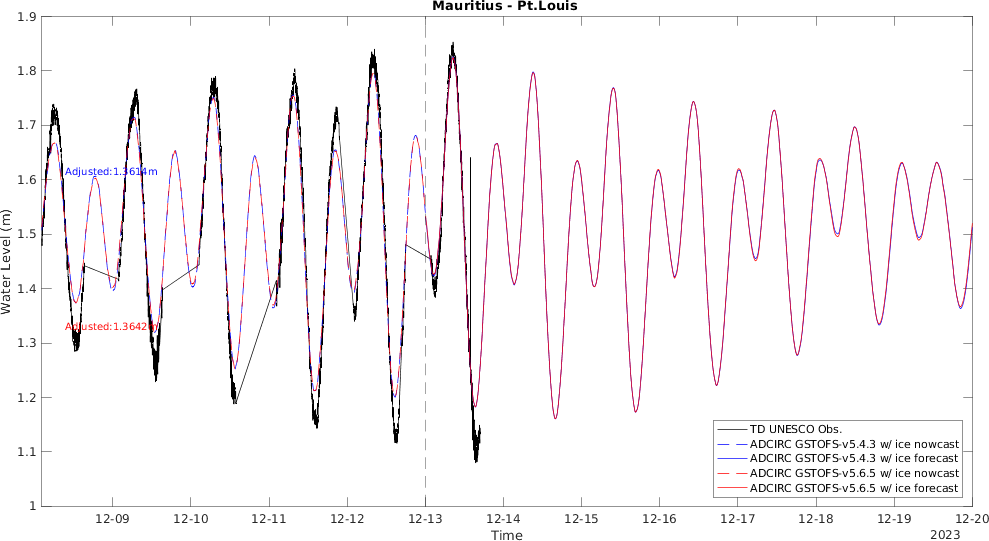 Mauritius - Pt.Louis
Water Level (m)
1.9
1.8
1.7
1.6
1.5
1.4
1.3
1.2
1.1
1
Adjusted:1.3614m
Adjusted:1.3642m
TD UNESCO Obs.
ADCIRC GSTOFS-v5.4.3 w/ ice nowcast
ADCIRC GSTOFS-v5.4.3 w/ ice forecast
ADCIRC GSTOFS-v5.6.5 w/ ice nowcast
ADCIRC GSTOFS-v5.6.5 w/ ice forecast
12-09 12-10 12-11 12-12 12-13 12-14 12-15 12-16 12-17 12-18 12-19 12-20
Time
2023